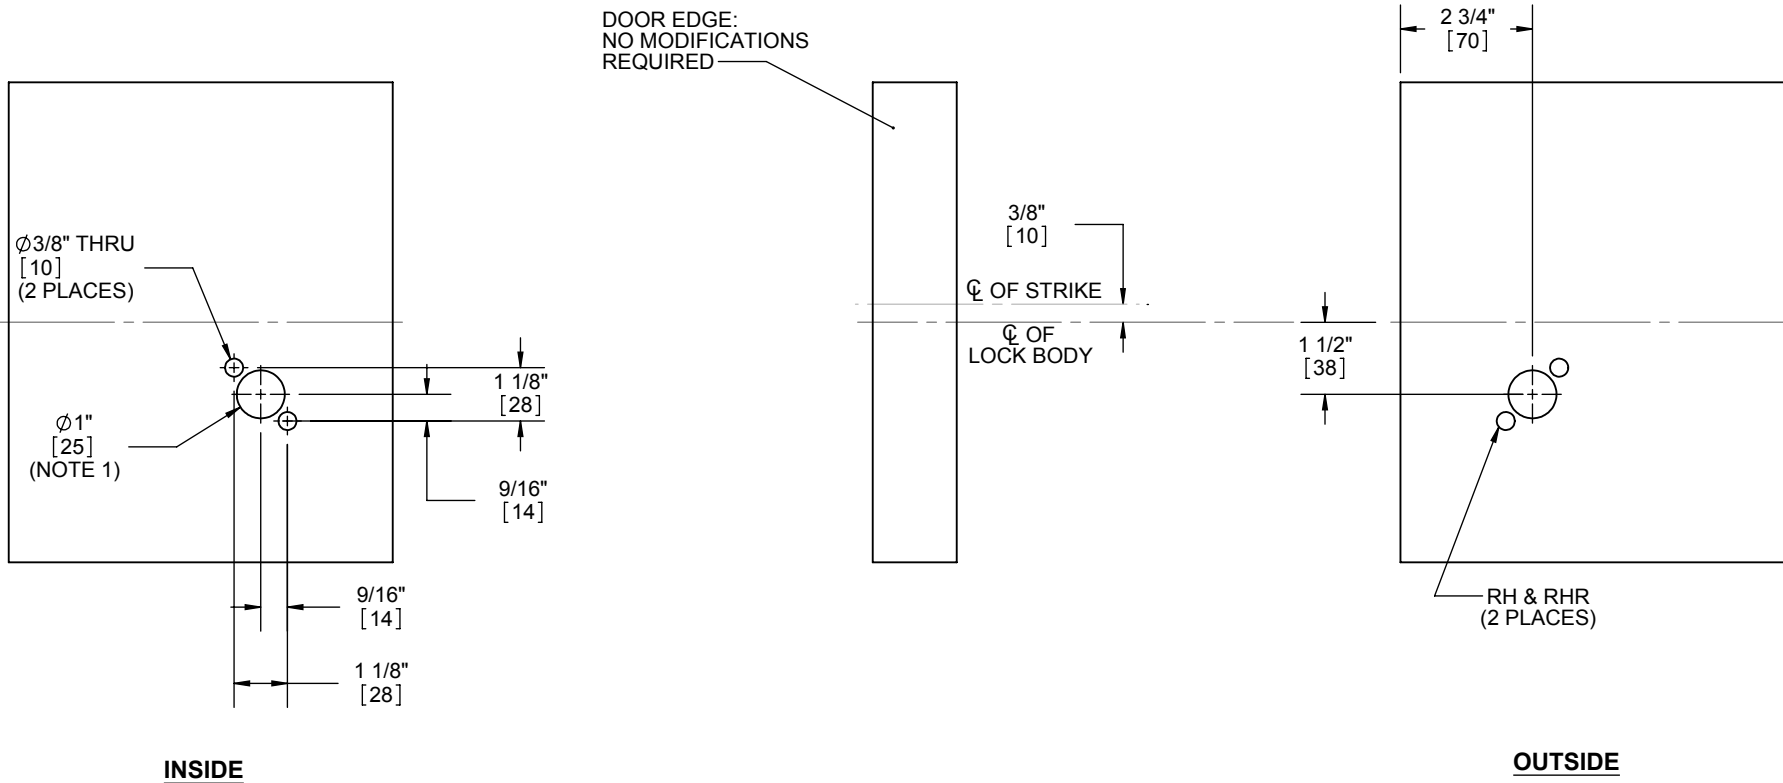 DOOR EDGE:
NO MODIFICATIONS
REQUIRED
2 3/4"
[70]
3/8"
[10]
∅3/8" THRU
[10]
(2 PLACES)
℄ OF STRIKE
℄ OF
LOCK BODY
1 1/2"
[38]
1 1/8"
[28]
∅1"
[25]
(NOTE 1)
9/16"
[14]
9/16"
[14]
RH & RHR
(2 PLACES)
1 1/8"
[28]
INSIDE
OUTSIDE